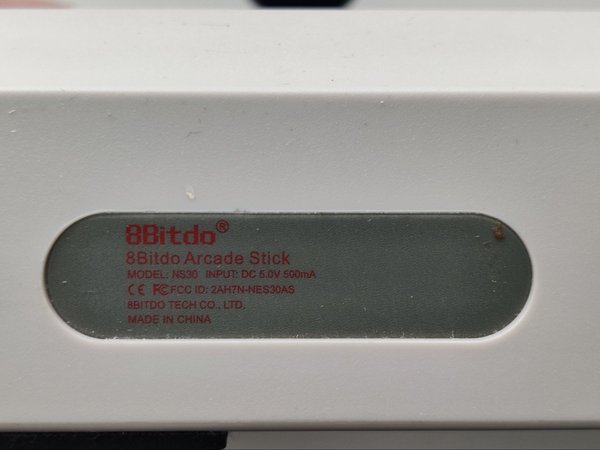 8Bitdo®
8Bitdo Arcade Stick
MODEL: NS30 INPUT: DC 5.0V 500mA
CE FC FCC ID: 2AH7N-NES30AS
8BITDO TECH CO., LTD.
MADE IN CHINA